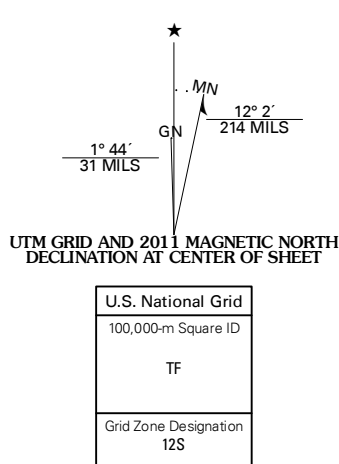 ★
MN
GN
12° 2´
214 MILS
1° 44´
31 MILS
UTM GRID AND 2011 MAGNETIC NORTH
DECLINATION AT CENTER OF SHEET
U.S. National Grid
100,000-m Square ID
TF
Grid Zone Designation
12S